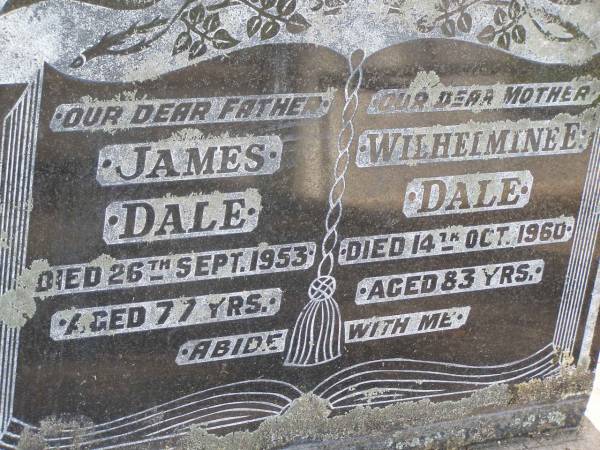 OUR DEAR FATHER
JAMES
DALE
DIED 26TH SEPT. 1953
AGED 77 YRS.
OUR DEAR MOTHER
WILHELMINE E
DALE
DIED 14TH OCT. 1960
AGED 83 YRS.
ABIDE WITH ME